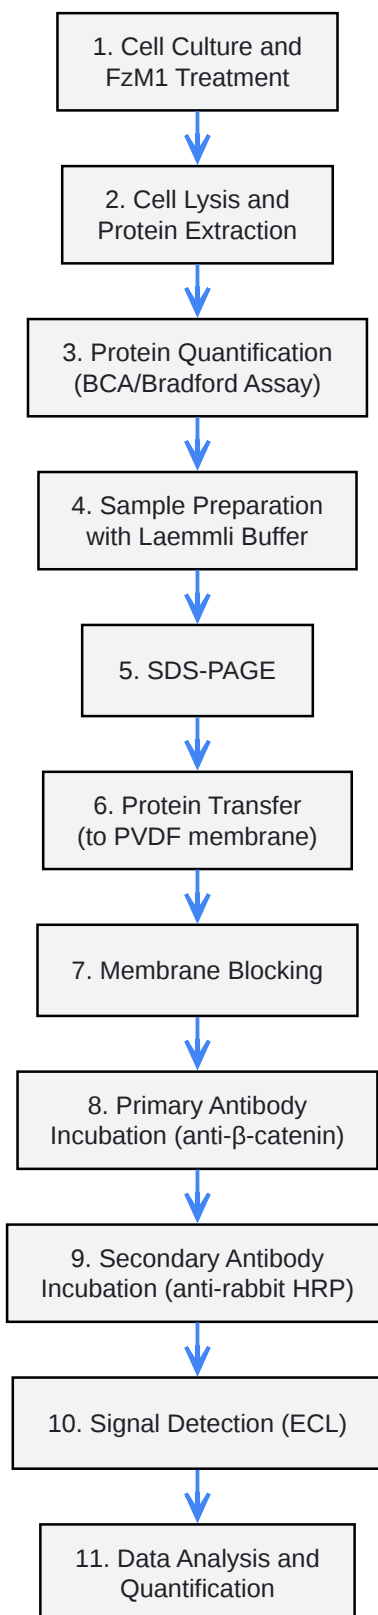 1. Cell Culture and
FzM1 Treatment
2. Cell Lysis and
Protein Extraction
3. Protein Quantification
(BCA/Bradford Assay)
4. Sample Preparation
with Laemmli Buffer
5. SDS-PAGE
6. Protein Transfer
(to PVDF membrane)
7. Membrane Blocking
8. Primary Antibody
Incubation (anti-β-catenin)
9. Secondary Antibody
Incubation (anti-rabbit HRP)
10. Signal Detection (ECL)
11. Data Analysis and
Quantification